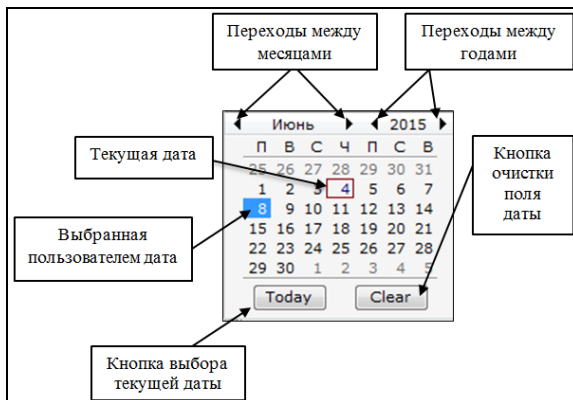 Переходы между
месяцами
Переходы между
годами
Июнь 2015
П В С Ч П С В
25 26 27 28 29 30 31
1 2 3 4 5 6 7
8 9 10 11 12 13 14
15 16 17 18 19 20 21
22 23 24 25 26 27 28
29 30 1 2 3 4 5
Today Clear
Текущая дата
Кнопка
очистки
поля
даты
Выбранная
пользователем дата
Кнопка выбора
текущей даты